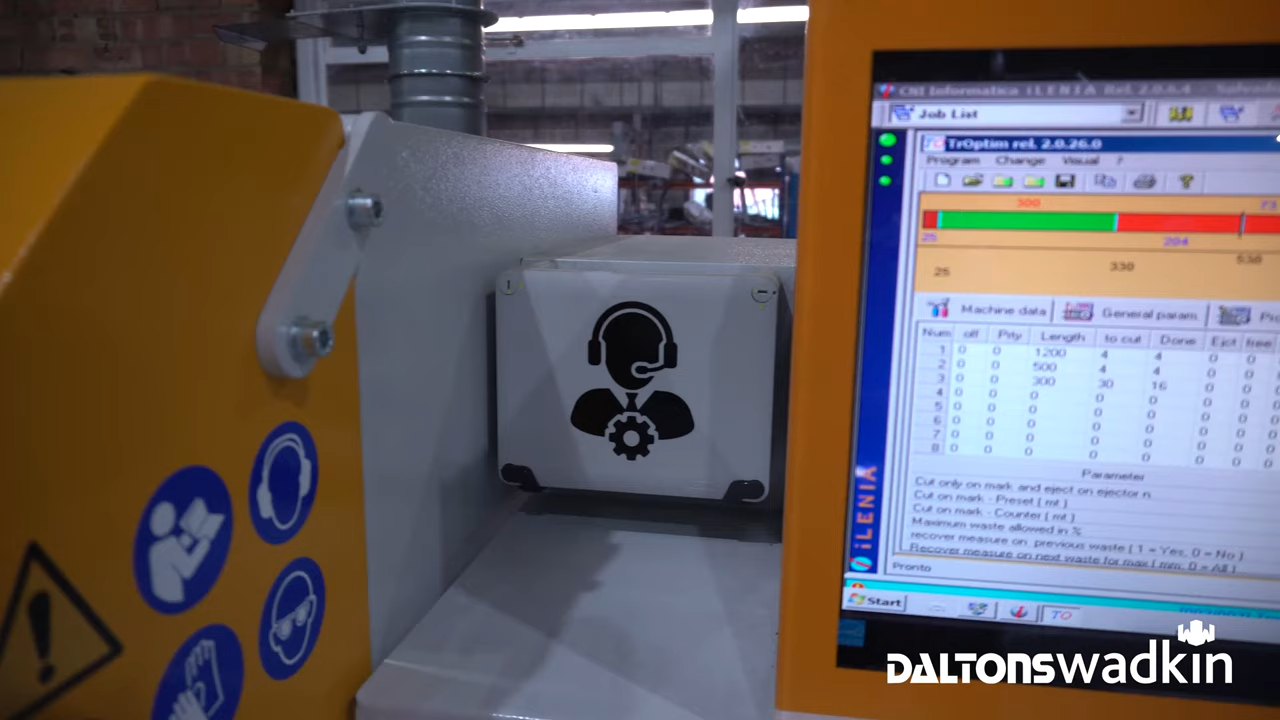 CNI Informatica iLENIA Rel. 2.0.4.4 - Salvado
Job List
TrOptim rel. 2.0.26.0
Program Change Visual ?
300 73
25 204
25 330 538
Machine data General param.
Num off Prty Length to cut Done Ejct free
1 0 0 1200 4 4 0 0
2 0 0 500 4 4 0 0
3 0 0 300 30 16 0 0
4 0 0 0 0 0 0 0
5 0 0 0 0 0 0 0
6 0 0 0 0 0 0 0
7 0 0 0 0 0 0 0
8 0 0 0 0 0 0 0
Parameter
Cut only on mark and eject on ejector n.
Cut on mark - Preset ( mt )
Cut on mark - Counter ( mt )
Maximum waste allowed in %
recover measure on previous waste ( 1 = Yes, 0 = No )
Recover measure on next waste for max ( mm, 0 = All )
iLENIA
Pronto
Start TO
DALTONSwadkin